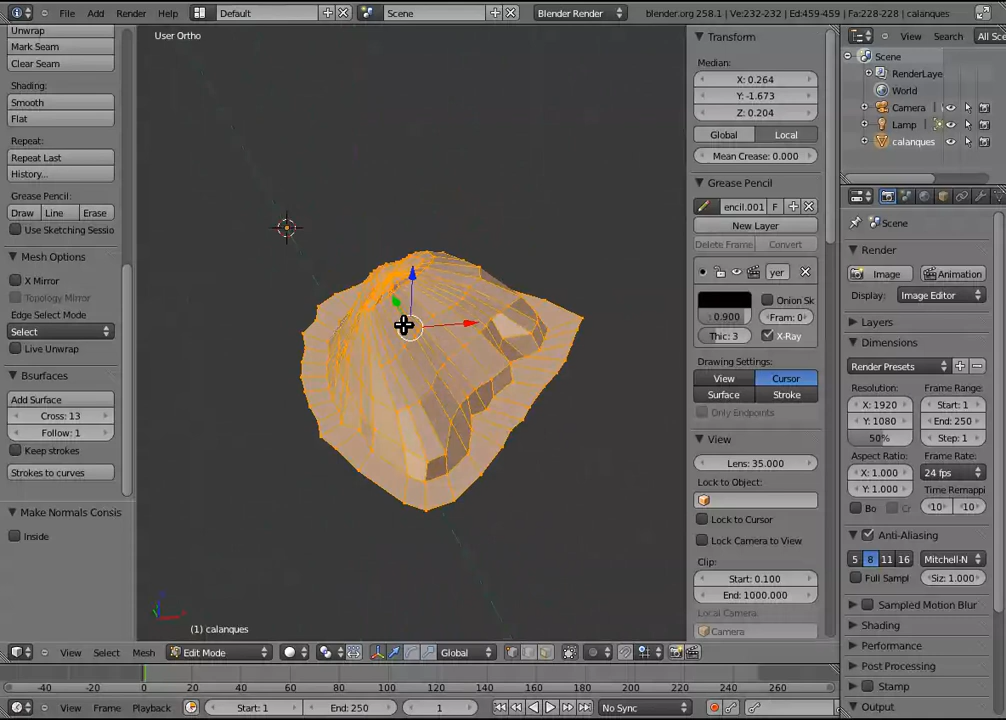 File Add Render Help Default Scene Blender Render blender.org 258.1 | Ve:232-232 | Ed:459-459 | Fa:228-228 | calanques
Unwrap
Mark Seam
Clear Seam
Shading:
Smooth
Flat
Repeat:
Repeat Last
History...
Grease Pencil:
Draw Line Erase
Use Sketching Sessio
Mesh Options
X Mirror
Topology Mirror
Edge Select Mode
Select
Live Unwrap
Bsurfaces
Add Surface
Cross: 13
Follow: 1
Keep strokes
Strokes to curves
Make Normals Consis
Inside
User Ortho
(1) calanques
Transform
Median:
X: 0.264
Y: -1.673
Z: 0.204
Global Local
Mean Crease: 0.000
Grease Pencil
encil.001 F
New Layer
Delete Frame Convert
yer
Onion Sk
0.900 Fram: 0
Thic: 3 X-Ray
Drawing Settings:
View Cursor
Surface Stroke
Only Endpoints
View
Lens: 35.000
Lock to Object:
Lock to Cursor
Lock Camera to View
Clip:
Start: 0.100
End: 1000.000
Local Camera
Camera
View Search All Sce
Scene
RenderLaye
World
Camera
Lamp
calanques
Scene
Render
Image Animation
Display: Image Editor
Layers
Dimensions
Render Presets
Resolution: Frame Range:
X: 1920 Start: 1
Y: 1080 End: 250
50% Step: 1
Aspect Ratio: Frame Rate:
X: 1.000 24 fps
Y: 1.000 Time Remappi
Bo Cr 10 10
Anti-Aliasing
5 8 11 16 Mitchell-N
Full Sampl Siz: 1.000
Sampled Motion Blur
Shading
Performance
Post Processing
Stamp
Output
View Select Mesh Edit Mode Global
-40 -20 0 20 40 60 80 100 120 140 160 180 200 220 240 260 280
View Frame Playback Start: 1 End: 250 1 No Sync